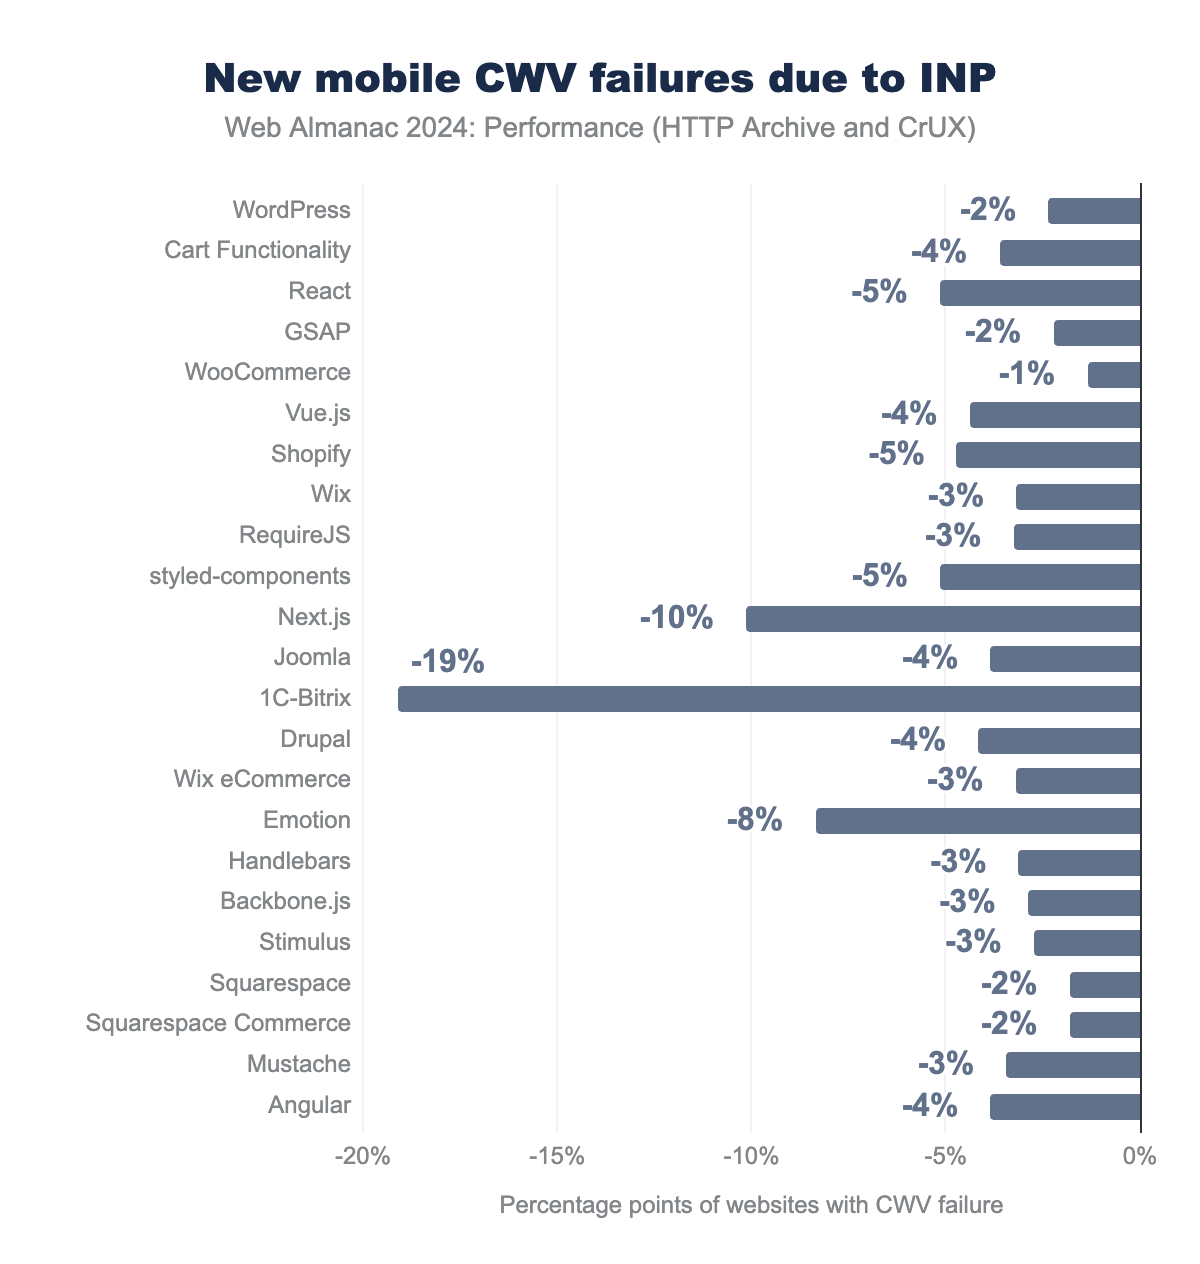 New mobile CWV failures due to INP
Web Almanac 2024: Performance (HTTP Archive and CrUX)
WordPress -2%
Cart Functionality -4%
React -5%
GSAP -2%
WooCommerce -1%
Vue.js -4%
Shopify -5%
Wix -3%
RequireJS -3%
styled-components -5%
Next.js -10%
Joomla -4%
1C-Bitrix -19%
Drupal -4%
Wix eCommerce -3%
Emotion -8%
Handlebars -3%
Backbone.js -3%
Stimulus -3%
Squarespace -2%
Squarespace Commerce -2%
Mustache -3%
Angular -4%
-20% -15% -10% -5% 0%
Percentage points of websites with CWV failure